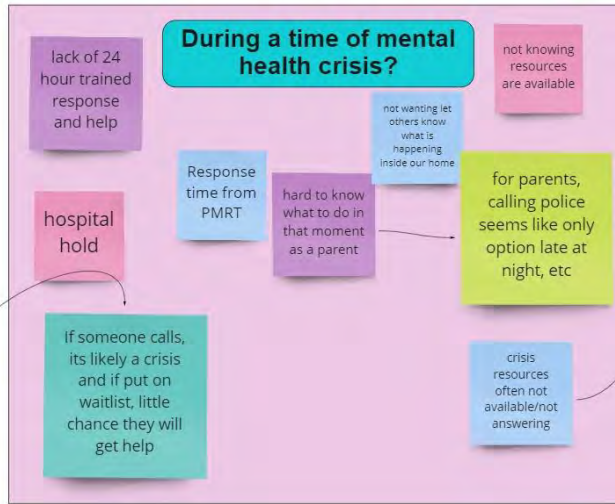 During a time of mental
health crisis?
lack of 24
hour trained
response
and help
not knowing
resources
are available
not wanting let
others know
what is
happening
inside our home
Response
time from
PMRT
hard to know
what to do in
that moment
as a parent
for parents,
calling police
seems like only
option late at
night, etc
hospital
hold
If someone calls,
its likely a crisis
and if put on
waitlist, little
chance they will
get help
crisis
resources
often not
available/not
answering